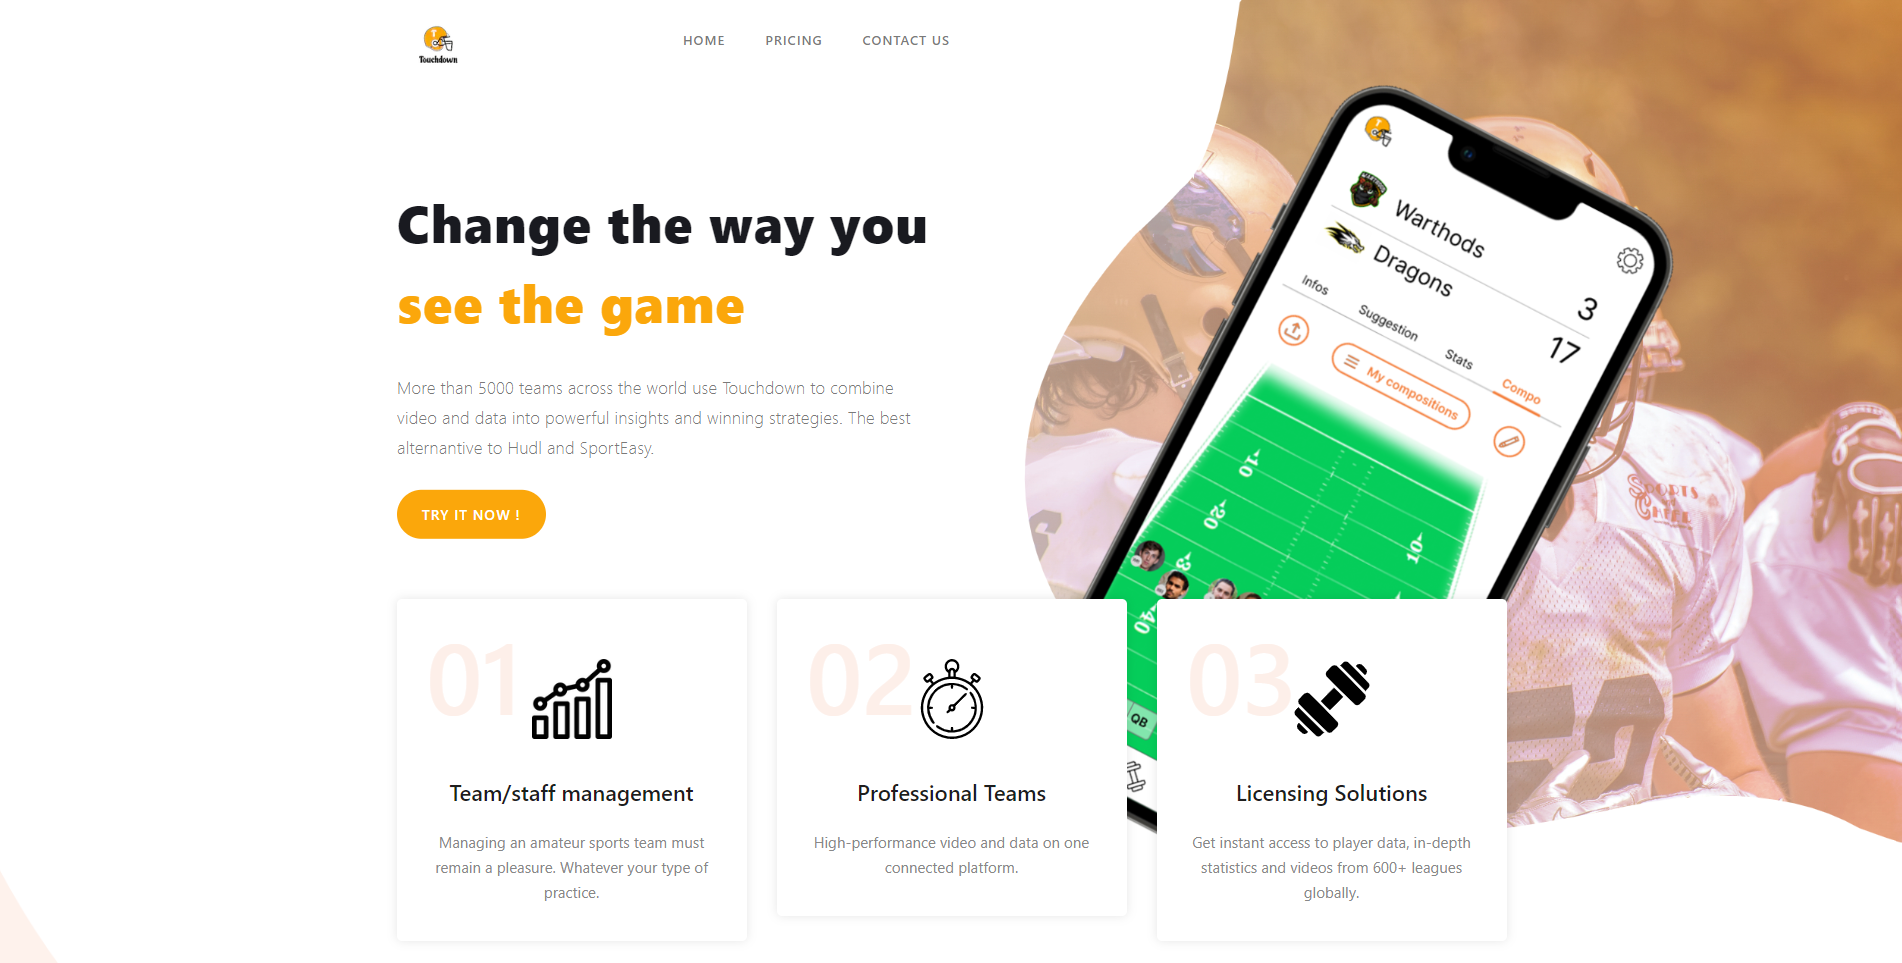 Touchdown
HOME PRICING CONTACT US
Change the way you
see the game
More than 5000 teams across the world use Touchdown to combine
video and data into powerful insights and winning strategies. The best
alternantive to Hudl and SportEasy.
TRY IT NOW !
T
Warthods
3
Dragons
17
Infos
Suggestion
Stats
Compo
My compositions
10
20
10
3
40
QB
SPORTS
01
Team/staff management
Managing an amateur sports team must
remain a pleasure. Whatever your type of
practice.
02
Professional Teams
High-performance video and data on one
connected platform.
03
Licensing Solutions
Get instant access to player data, in-depth
statistics and videos from 600+ leagues
globally.